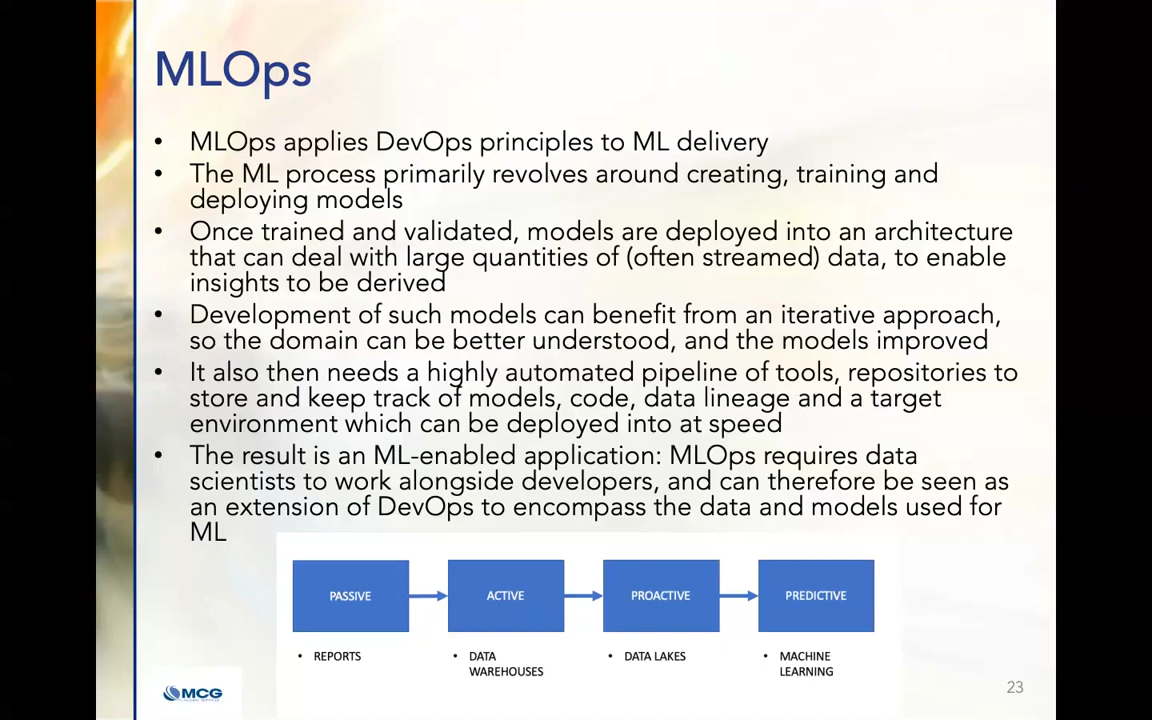 MLOps
• MLOps applies DevOps principles to ML delivery
• The ML process primarily revolves around creating, training and
deploying models
• Once trained and validated, models are deployed into an architecture
that can deal with large quantities of (often streamed) data, to enable
insights to be derived
• Development of such models can benefit from an iterative approach,
so the domain can be better understood, and the models improved
• It also then needs a highly automated pipeline of tools, repositories to
store and keep track of models, code, data lineage and a target
environment which can be deployed into at speed
• The result is an ML-enabled application: MLOps requires data
scientists to work alongside developers, and can therefore be seen as
an extension of DevOps to encompass the data and models used for
ML
PASSIVE
ACTIVE
PROACTIVE
PREDICTIVE
• REPORTS
• DATA
WAREHOUSES
• DATA LAKES
• MACHINE
LEARNING
MCG
23